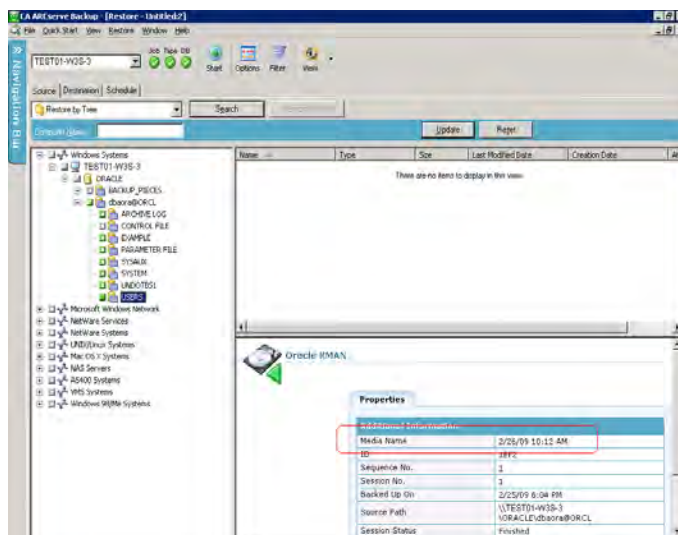 CA ARCserve Backup - [Restore - Untitled:2]
File Quick Start View Restore Window Help
Job Tape DB
TEST01-W3S-3
Start Options Filter View
Source Destination Schedule
Restore by Tree Search
Update Reset
Navigation Bar
Name Type Size Last Modified Date Creation Date
There are no items to display in this view.
Windows Systems
TEST01-W3S-3
ORACLE
BACKUP_PIECES
dbaora@ORCL
ARCHIVE LOG
CONTROL FILE
EXAMPLE
PARAMETER FILE
SYSAUX
SYSTEM
UNDOTBS1
USERS
Microsoft Windows Network
NetWare Services
NetWare Systems
UNIX/Linux Systems
Mac OS X Systems
NAS Servers
AS400 Systems
VMS Systems
Windows 98/Me Systems
Oracle RMAN
Properties
Additional Information
Media Name 2/26/09 10:12 AM
ID 1BF2
Sequence No. 1
Session No. 1
Backed Up On 2/25/09 6:04 PM
Source Path \\TEST01-W3S-3
\ORACLE\dbaora@ORCL
Session Status Finished